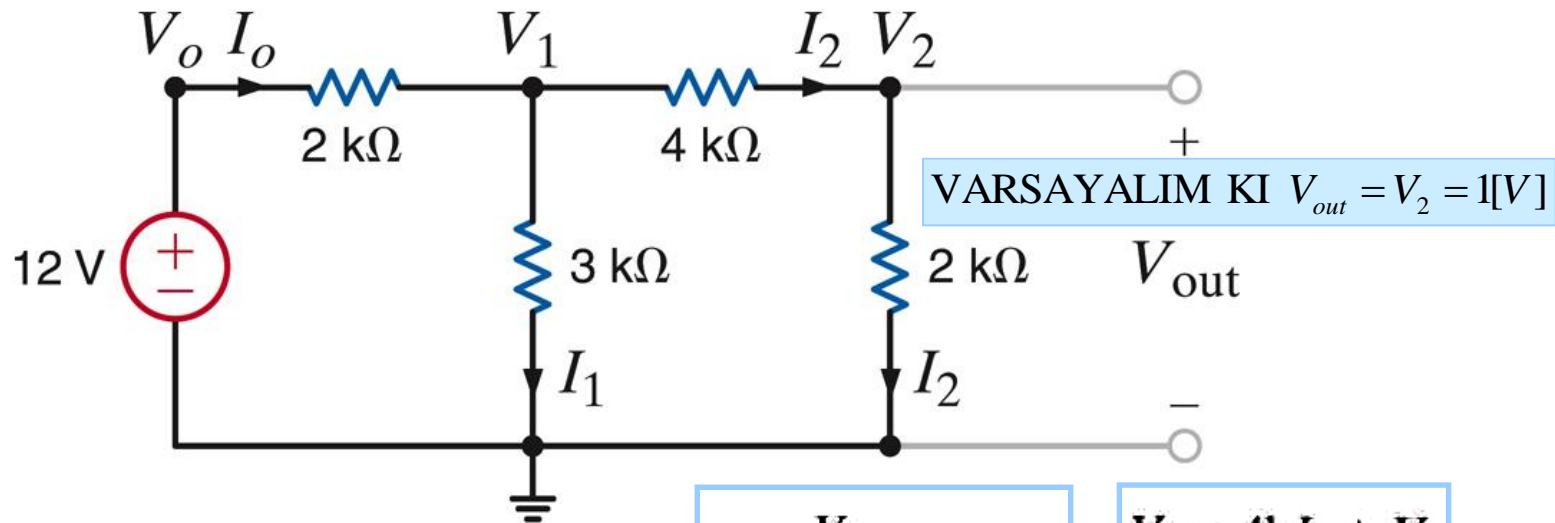 V_o I_o V_1 I_2 V_2
2 kΩ 4 kΩ +
VARSAYALIM KI V_out = V_2 = 1[V]
12 V + − 3 kΩ 2 kΩ V_out
I_1 I_2 −